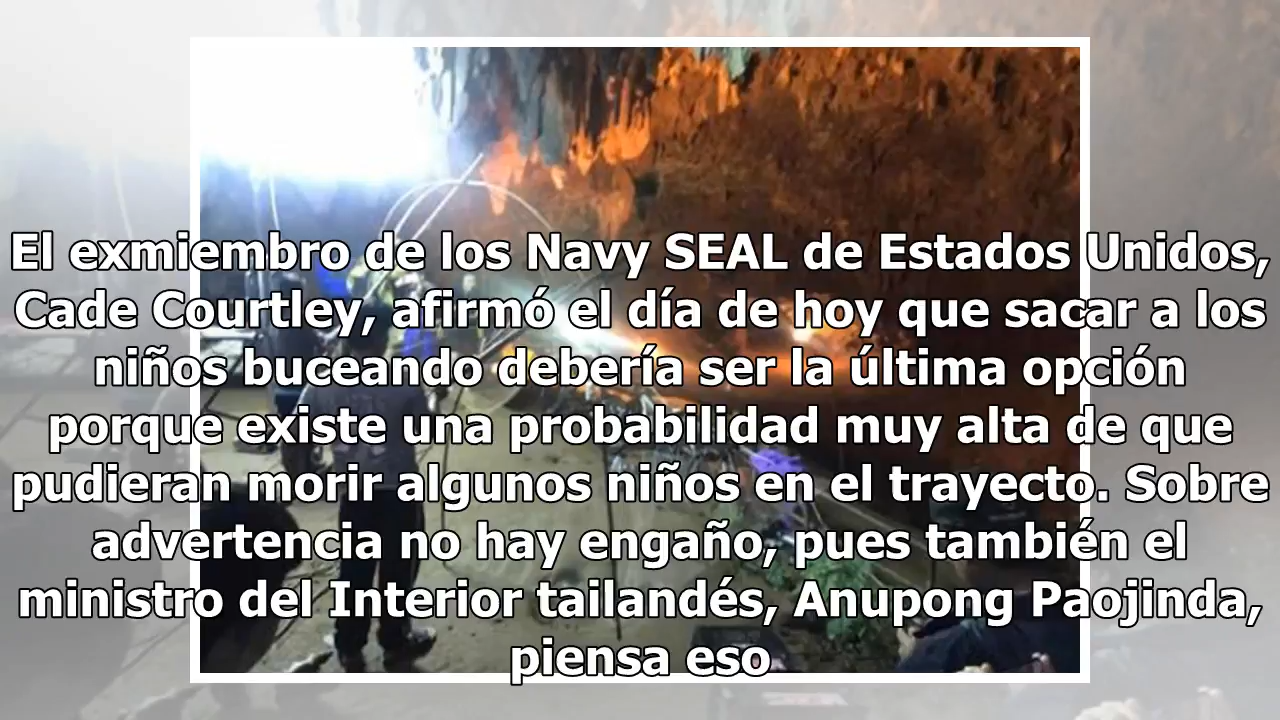 El exmiembro de los Navy SEAL de Estados Unidos,
Cade Courtley, afirmó el día de hoy que sacar a los
niños buceando debería ser la última opción
porque existe una probabilidad muy alta de que
pudieran morir algunos niños en el trayecto. Sobre
advertencia no hay engaño, pues también el
ministro del Interior tailandés, Anupong Paojinda,
piensa eso